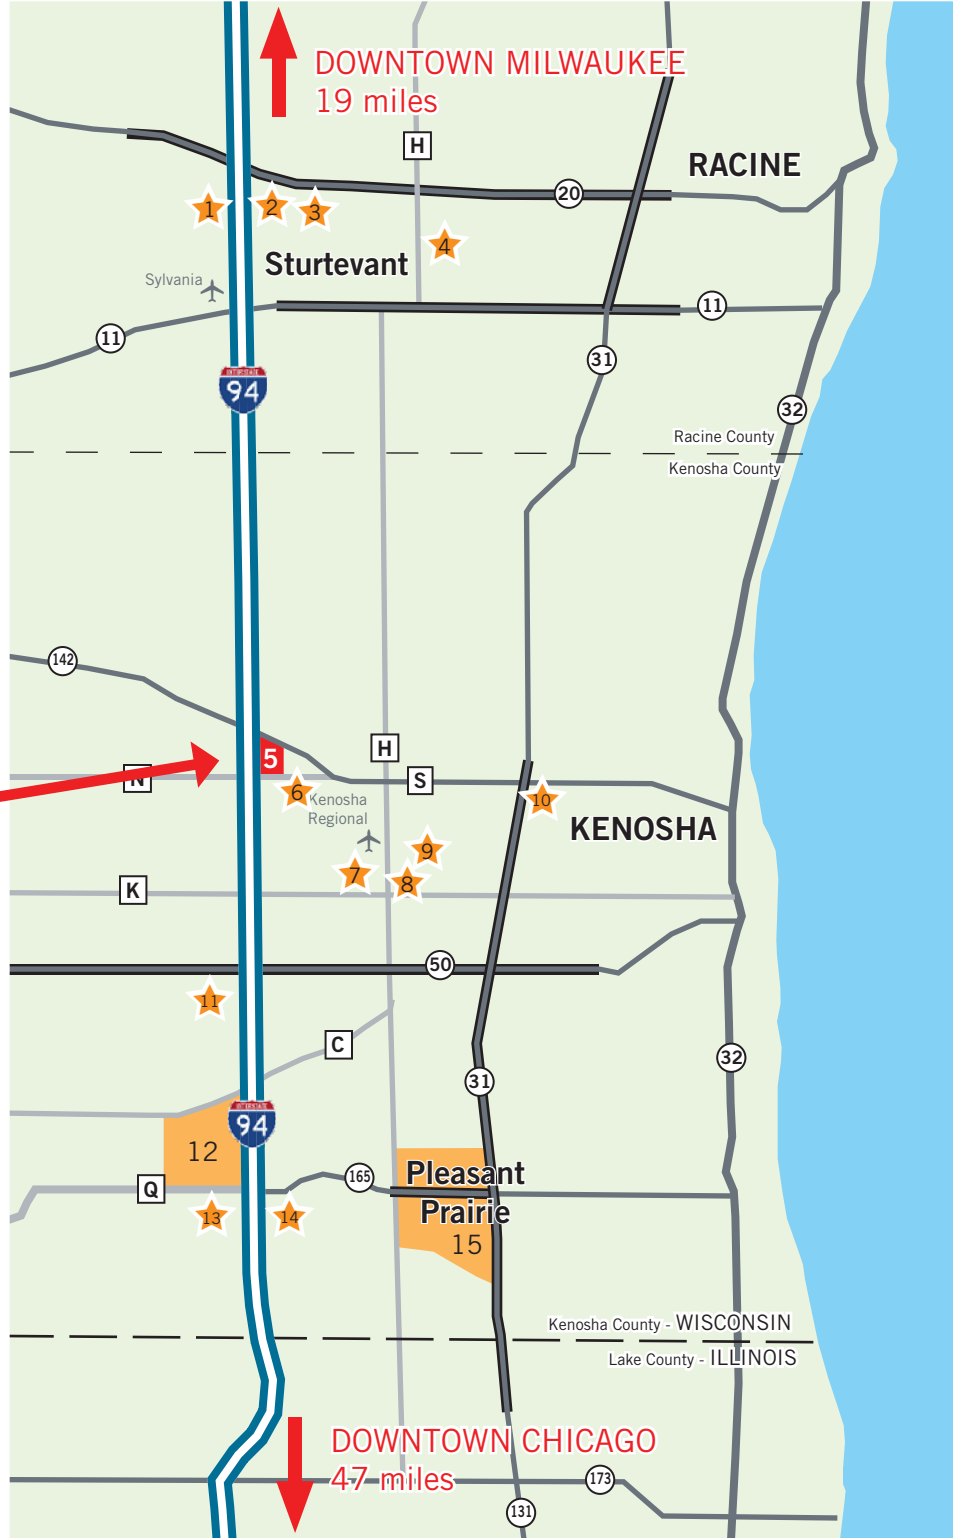 DOWNTOWN MILWAUKEE
19 miles
H
RACINE
20
1
2
3
4
Sturtevant
Sylvania
11
11
31
INTERSTATE
94
32
Racine County
Kenosha County
142
H
5
N
S
6
Kenosha
Regional
10
KENOSHA
9
7
8
K
50
11
C
32
31
INTERSTATE
94
12
Pleasant
Prairie
165
Q
13
14
15
Kenosha County - WISCONSIN
Lake County - ILLINOIS
DOWNTOWN CHICAGO
47 miles
173
131